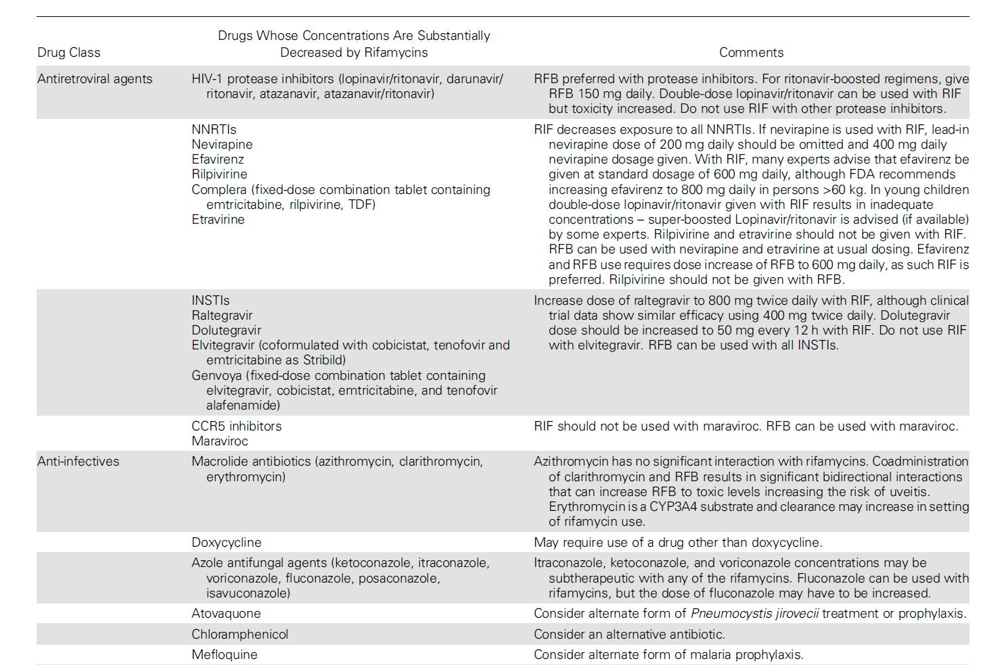 Drugs Whose Concentrations Are Substantially
Drug Class
Decreased by Rifamycins
Comments
Antiretroviral agents
HIV-1 protease inhibitors (lopinavir/ritonavir, darunavir/
ritonavir, atazanavir, atazanavir/ritonavir)
RFB preferred with protease inhibitors. For ritonavir-boosted regimens, give
RFB 150 mg daily. Double-dose lopinavir/ritonavir can be used with RIF
but toxicity increased. Do not use RIF with other protease inhibitors.
NNRTIs
Nevirapine
Efavirenz
Rilpivirine
Complera (fixed-dose combination tablet containing
emtricitabine, rilpivirine, TDF)
Etravirine
RIF decreases exposure to all NNRTIs. If nevirapine is used with RIF, lead-in
nevirapine dose of 200 mg daily should be omitted and 400 mg daily
nevirapine dosage given. With RIF, many experts advise that efavirenz be
given at standard dosage of 600 mg daily, although FDA recommends
increasing efavirenz to 800 mg daily in persons >60 kg. In young children
double-dose lopinavir/ritonavir given with RIF results in inadequate
concentrations – super-boosted Lopinavir/ritonavir is advised (if available)
by some experts. Rilpivirine and etravirine should not be given with RIF.
RFB can be used with nevirapine and etravirine at usual dosing. Efavirenz
and RFB use requires dose increase of RFB to 600 mg daily, as such RIF is
preferred. Rilpivirine should not be given with RFB.
INSTIs
Raltegravir
Dolutegravir
Elvitegravir (coformulated with cobicistat, tenofovir and
emtricitabine as Stribild)
Genvoya (fixed-dose combination tablet containing
elvitegravir, cobicistat, emtricitabine, and tenofovir
alafenamide)
Increase dose of raltegravir to 800 mg twice daily with RIF, although clinical
trial data show similar efficacy using 400 mg twice daily. Dolutegravir
dose should be increased to 50 mg every 12 h with RIF. Do not use RIF
with elvitegravir. RFB can be used with all INSTIs.
CCR5 inhibitors
Maraviroc
RIF should not be used with maraviroc. RFB can be used with maraviroc.
Anti-infectives
Macrolide antibiotics (azithromycin, clarithromycin,
erythromycin)
Azithromycin has no significant interaction with rifamycins. Coadministration
of clarithromycin and RFB results in significant bidirectional interactions
that can increase RFB to toxic levels increasing the risk of uveitis.
Erythromycin is a CYP3A4 substrate and clearance may increase in setting
of rifamycin use.
Doxycycline
May require use of a drug other than doxycycline.
Azole antifungal agents (ketoconazole, itraconazole,
voriconazole, fluconazole, posaconazole,
isavuconazole)
Itraconazole, ketoconazole, and voriconazole concentrations may be
subtherapeutic with any of the rifamycins. Fluconazole can be used with
rifamycins, but the dose of fluconazole may have to be increased.
Atovaquone
Consider alternate form of Pneumocystis jirovecii treatment or prophylaxis.
Chloramphenicol
Consider an alternative antibiotic.
Mefloquine
Consider alternate form of malaria prophylaxis.